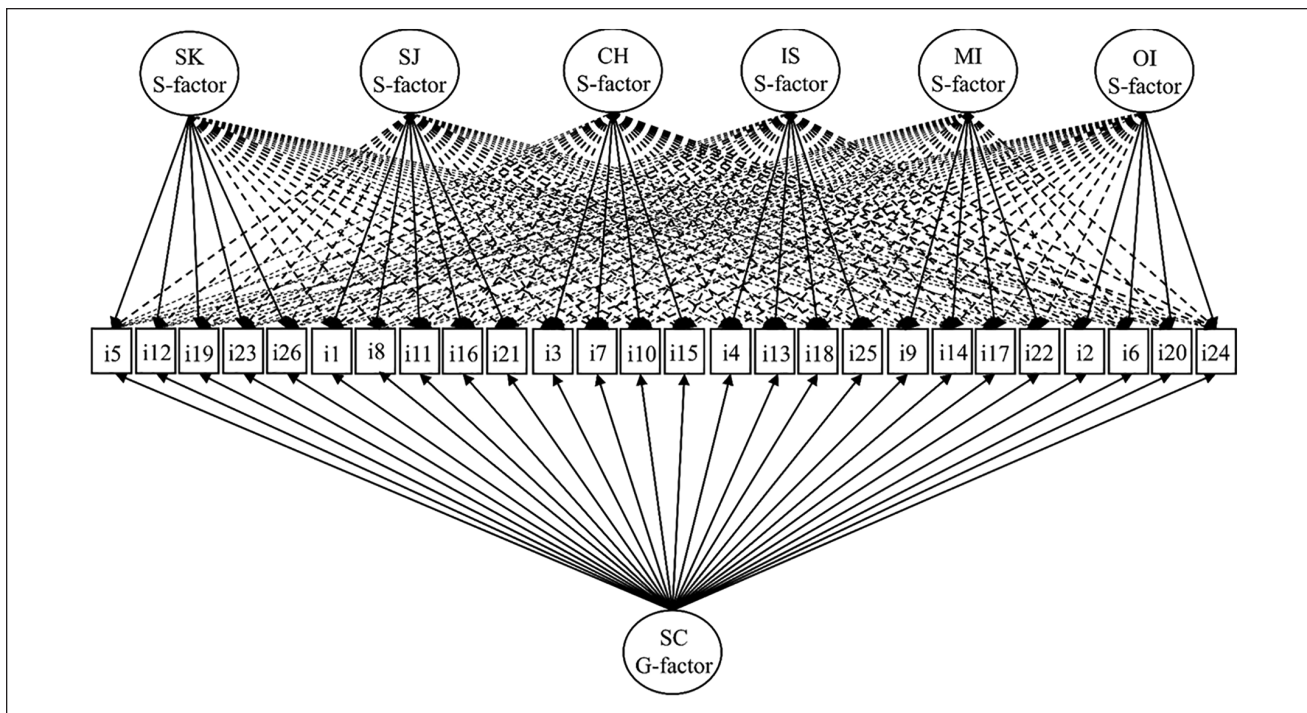 SK S-factor
SJ S-factor
CH S-factor
IS S-factor
MI S-factor
OI S-factor
i5 i12 i19 i23 i26 i1 i8 i11 i16 i21 i3 i7 i10 i15 i4 i13 i18 i25 i9 i14 i17 i22 i2 i6 i20 i24
SC
G-factor